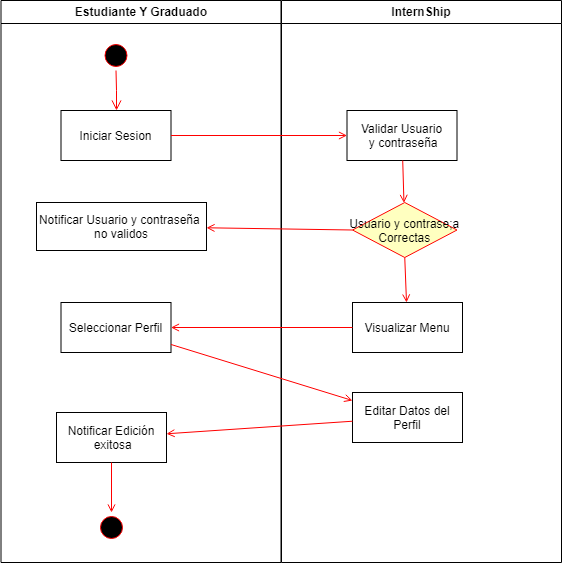 Estudiante Y Graduado
InternShip
Iniciar Sesion
Validar Usuario
y contraseña
Notificar Usuario y contraseña
no validos
Usuario y contrase;a
Correctas
Seleccionar Perfil
Visualizar Menu
Editar Datos del
Perfil
Notificar Edición
exitosa